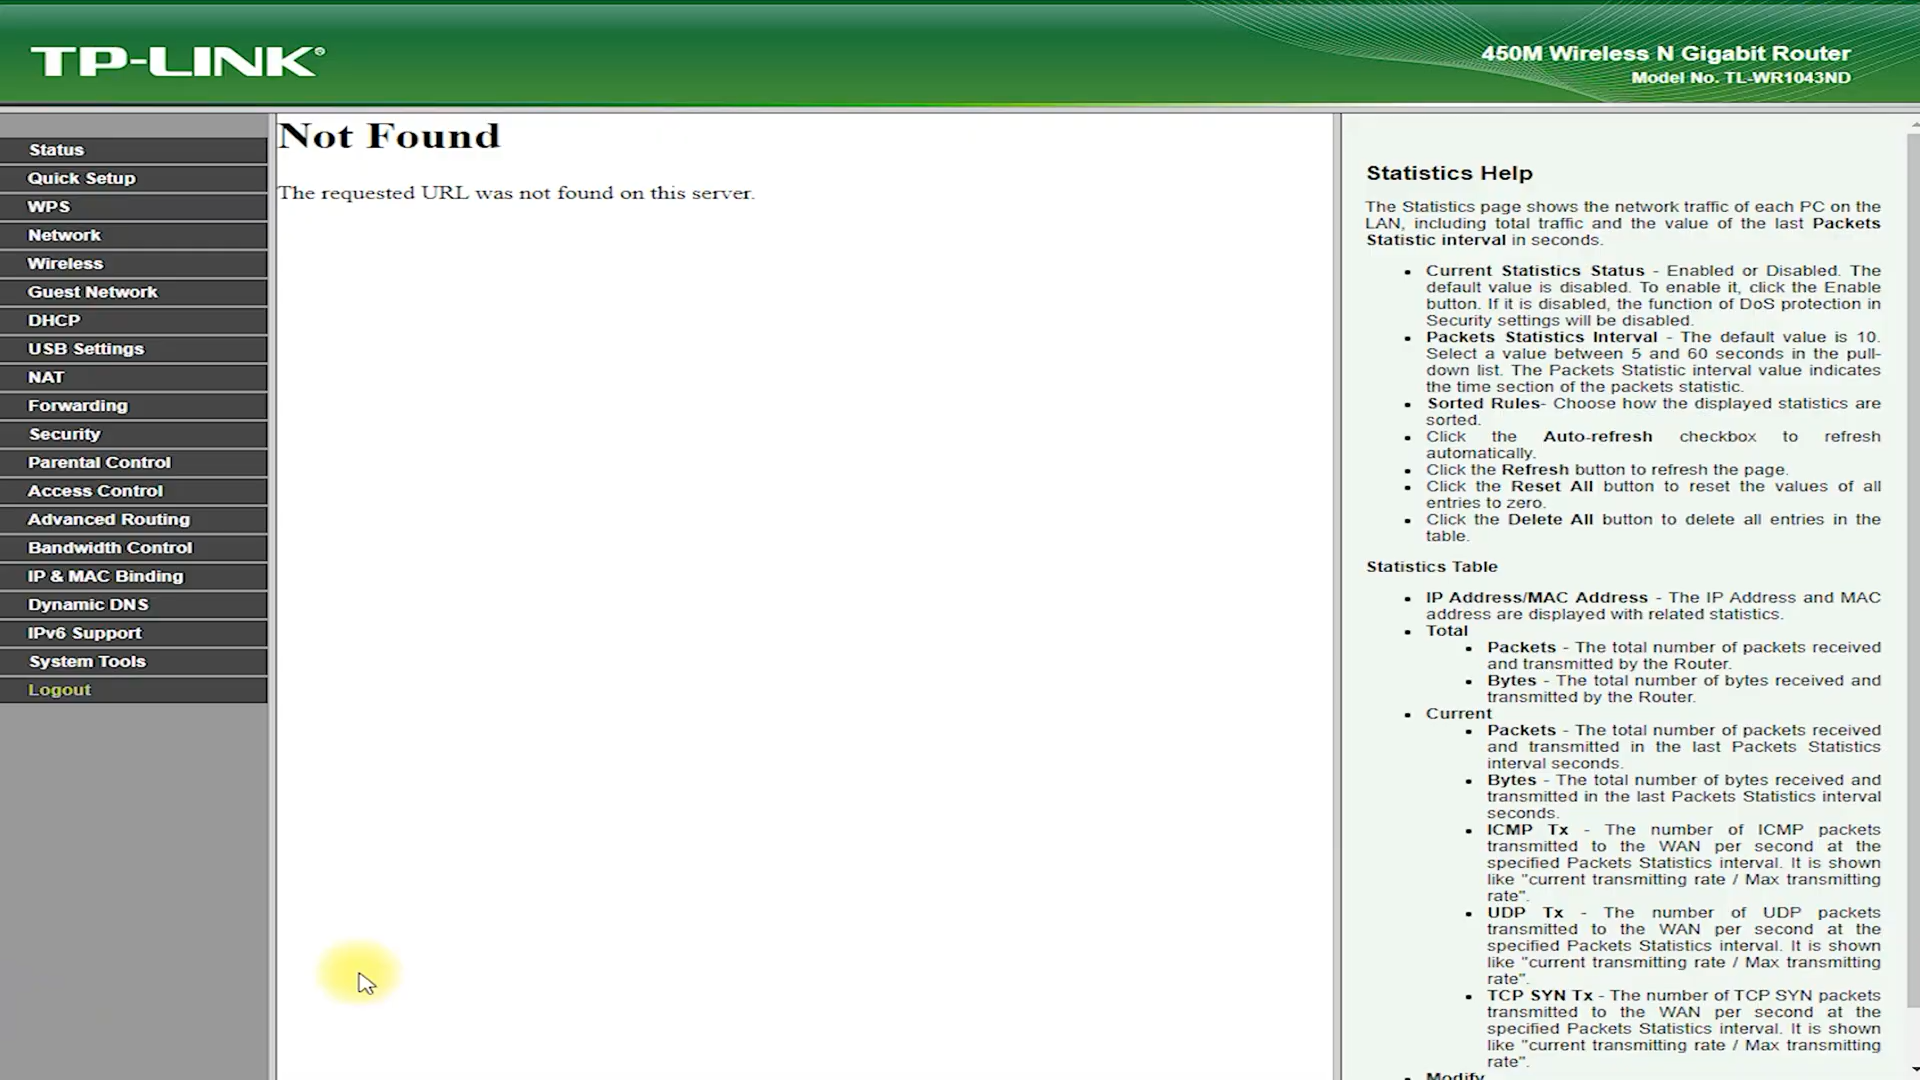 TP-LINK®
450M Wireless N Gigabit Router
Model No. TL-WR1043ND
Status
Quick Setup
WPS
Network
Wireless
Guest Network
DHCP
USB Settings
NAT
Forwarding
Security
Parental Control
Access Control
Advanced Routing
Bandwidth Control
IP & MAC Binding
Dynamic DNS
IPv6 Support
System Tools
Logout
Not Found
The requested URL was not found on this server.
Statistics Help
The Statistics page shows the network traffic of each PC on the
LAN, including total traffic and the value of the last Packets
Statistic interval in seconds.
• Current Statistics Status - Enabled or Disabled. The
default value is disabled. To enable it, click the Enable
button. If it is disabled, the function of DoS protection in
Security settings will be disabled.
• Packets Statistics Interval - The default value is 10.
Select a value between 5 and 60 seconds in the pull-
down list. The Packets Statistic interval value indicates
the time section of the packets statistic.
• Sorted Rules- Choose how the displayed statistics are
sorted.
• Click the Auto-refresh checkbox to refresh
automatically.
• Click the Refresh button to refresh the page.
• Click the Reset All button to reset the values of all
entries to zero.
• Click the Delete All button to delete all entries in the
table.
Statistics Table
• IP Address/MAC Address - The IP Address and MAC
address are displayed with related statistics.
• Total
• Packets - The total number of packets received
and transmitted by the Router.
• Bytes - The total number of bytes received and
transmitted by the Router.
• Current
• Packets - The total number of packets received
and transmitted in the last Packets Statistics
interval seconds.
• Bytes - The total number of bytes received and
transmitted in the last Packets Statistics interval
seconds.
• ICMP Tx - The number of ICMP packets
transmitted to the WAN per second at the
specified Packets Statistics interval. It is shown
like "current transmitting rate / Max transmitting
rate".
• UDP Tx - The number of UDP packets
transmitted to the WAN per second at the
specified Packets Statistics interval. It is shown
like "current transmitting rate / Max transmitting
rate".
• TCP SYN Tx - The number of TCP SYN packets
transmitted to the WAN per second at the
specified Packets Statistics interval. It is shown
like "current transmitting rate / Max transmitting
rate".
• Modify